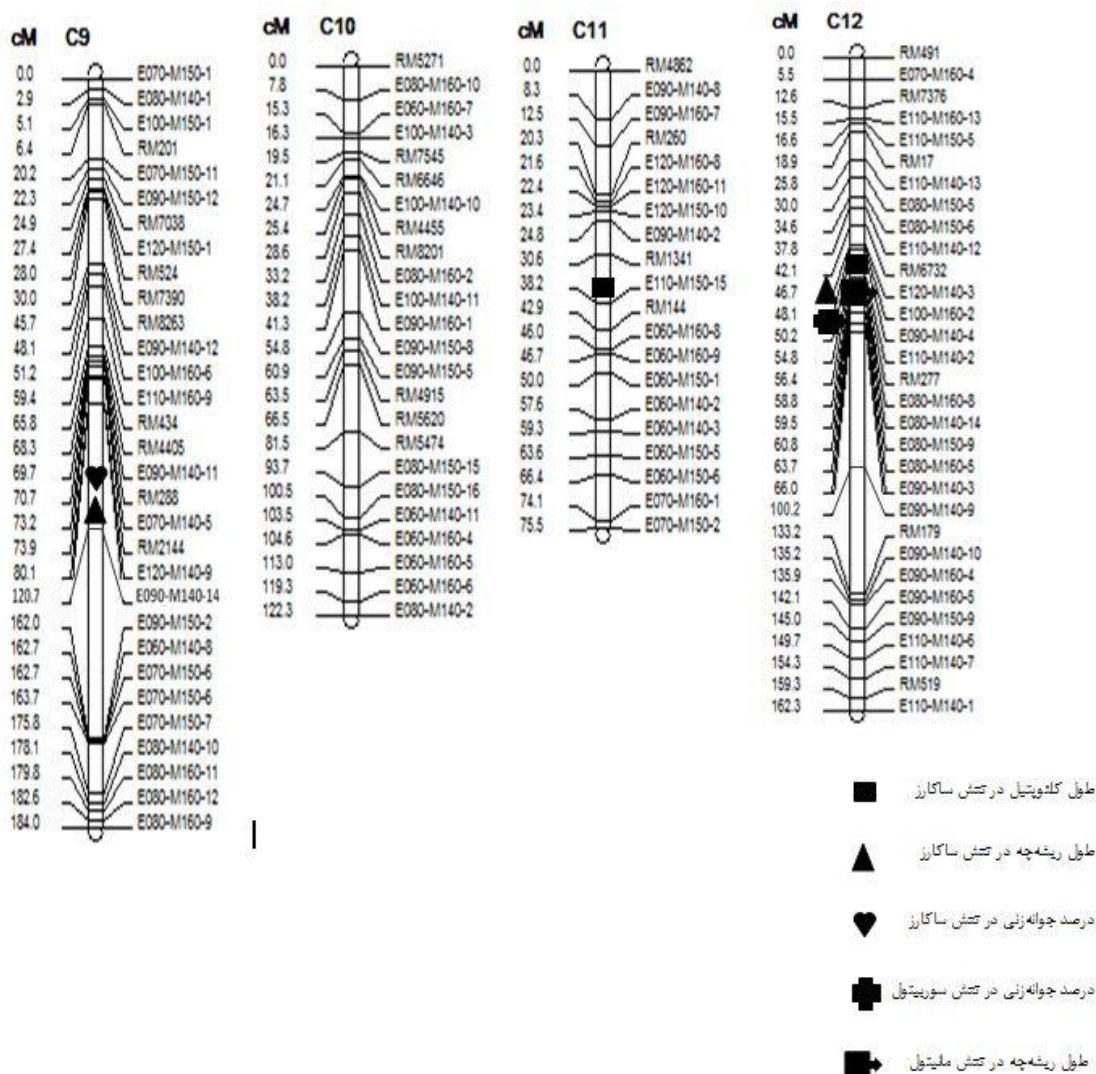 cM C9
0.0 E070-M150-1
2.9 E080-M140-1
5.1 E100-M150-1
6.4 RM201
20.2 E070-M150-11
22.3 E090-M150-12
24.9 RM7038
27.4 E120-M150-1
28.0 RM524
30.0 RM7390
45.7 RM8263
48.1 E090-M140-12
51.2 E100-M160-6
59.4 E110-M160-9
65.8 RM434
68.3 RM4405
69.7 E090-M140-11
70.7 RM288
73.2 E070-M140-5
73.9 RM2144
80.1 E120-M140-9
120.7 E090-M140-14
162.0 E090-M150-2
162.7 E060-M140-8
162.7 E070-M150-6
163.7 E070-M150-6
175.8 E070-M150-7
178.1 E080-M140-10
179.8 E080-M160-11
182.6 E080-M160-12
184.0 E080-M160-9
cM C10
0.0 RM5271
7.8 E080-M160-10
15.3 E060-M160-7
16.3 E100-M140-3
19.5 RM7545
21.1 RM6646
24.7 E100-M140-10
25.4 RM4455
28.6 RM8201
33.2 E080-M160-2
38.2 E100-M140-11
41.3 E090-M160-1
54.8 E090-M150-8
60.9 E090-M150-5
63.5 RM4915
66.5 RM5620
81.5 RM5474
93.7 E080-M150-15
100.5 E080-M150-16
103.5 E060-M140-11
104.6 E060-M160-4
113.0 E060-M160-5
119.3 E060-M160-6
122.3 E080-M140-2
cM C11
0.0 RM4862
8.3 E090-M140-8
12.5 E090-M160-7
20.3 RM260
21.6 E120-M160-8
22.4 E120-M160-11
23.4 E120-M150-10
24.8 E090-M140-2
30.6 RM1341
38.2 E110-M150-15
42.9 RM144
46.0 E060-M160-8
46.7 E060-M160-9
50.0 E060-M150-1
57.6 E060-M140-2
59.3 E060-M140-3
63.6 E060-M150-5
66.4 E060-M150-6
74.1 E070-M160-1
75.5 E070-M150-2
cM C12
0.0 RM491
5.5 E070-M160-4
12.6 RM7376
15.5 E110-M160-13
16.6 E110-M150-5
18.9 RM17
25.8 E110-M140-13
30.0 E080-M150-5
34.6 E080-M150-6
37.8 E110-M140-12
42.1 RM6732
46.7 E120-M140-3
48.1 E100-M160-2
50.2 E090-M140-4
54.8 E110-M140-2
56.4 RM277
58.8 E080-M160-8
59.5 E080-M140-14
60.8 E080-M150-9
63.7 E080-M160-5
66.0 E090-M140-3
100.2 E090-M140-9
133.2 RM179
135.2 E090-M140-10
135.9 E090-M160-4
142.1 E090-M160-5
145.0 E090-M150-9
149.7 E110-M140-6
154.3 E110-M140-7
159.3 RM519
162.3 E110-M140-1
طول کلئوپتیل در تنش ساکارز
طول ریشه‌چه در تنش ساکارز
درصد جوانه‌زنی در تنش ساکارز
درصد جوانه‌زنی در تنش سوربیتول
طول ریشه‌چه در تنش مانیتول